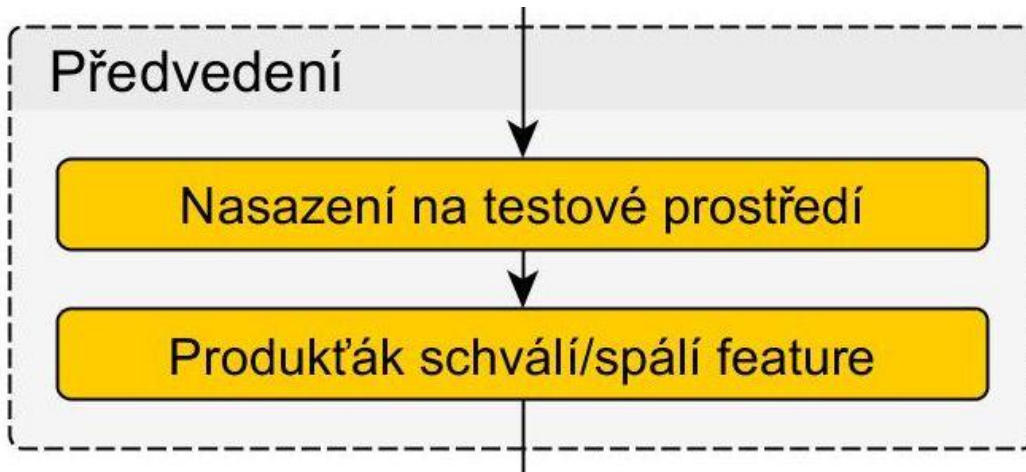 Předvedení
Nasazení na testové prostředí
Produkťák schválí/spálí feature